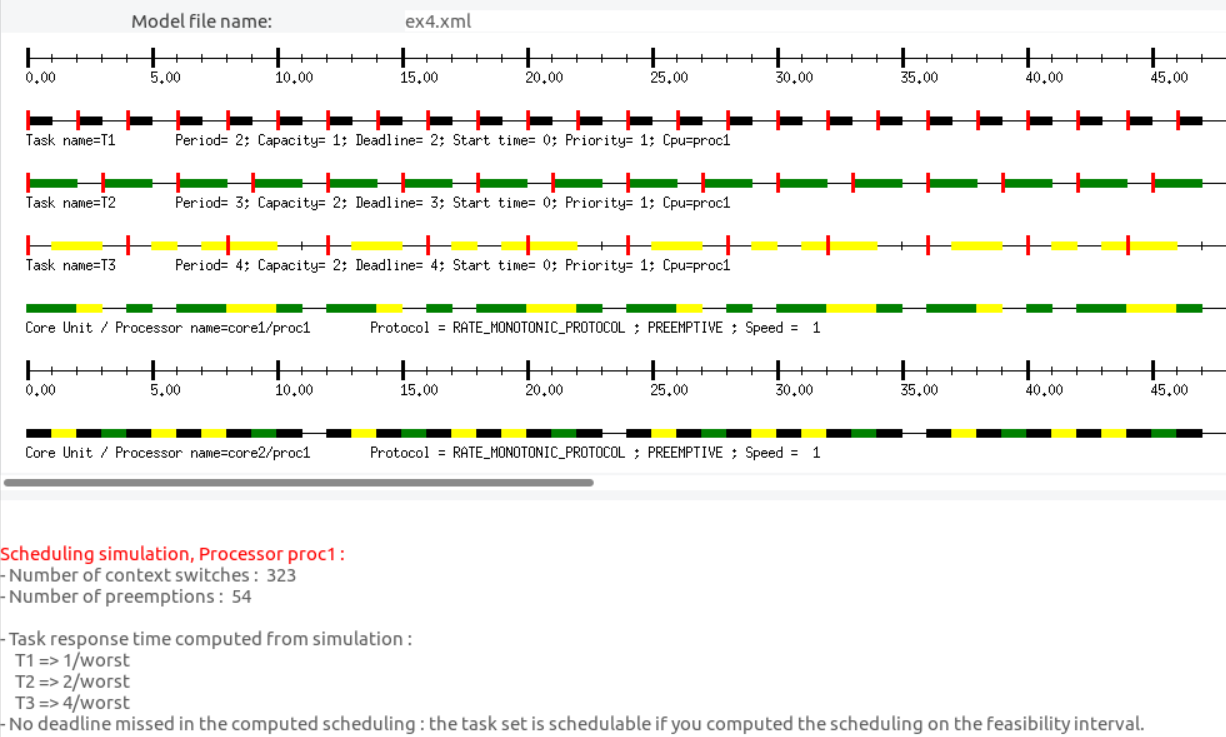 Model file name: ex4.xml
0.00 5.00 10.00 15.00 20.00 25.00 30.00 35.00 40.00 45.00
Task name=T1 Period= 2; Capacity= 1; Deadline= 2; Start time= 0; Priority= 1; Cpu=proc1
Task name=T2 Period= 3; Capacity= 2; Deadline= 3; Start time= 0; Priority= 1; Cpu=proc1
Task name=T3 Period= 4; Capacity= 2; Deadline= 4; Start time= 0; Priority= 1; Cpu=proc1
Core Unit / Processor name=core1/proc1 Protocol = RATE_MONOTONIC_PROTOCOL ; PREEMPTIVE ; Speed = 1
0.00 5.00 10.00 15.00 20.00 25.00 30.00 35.00 40.00 45.00
Core Unit / Processor name=core2/proc1 Protocol = RATE_MONOTONIC_PROTOCOL ; PREEMPTIVE ; Speed = 1
Scheduling simulation, Processor proc1 :
- Number of context switches : 323
- Number of preemptions : 54
- Task response time computed from simulation :
T1 => 1/worst
T2 => 2/worst
T3 => 4/worst
- No deadline missed in the computed scheduling : the task set is schedulable if you computed the scheduling on the feasibility interval.